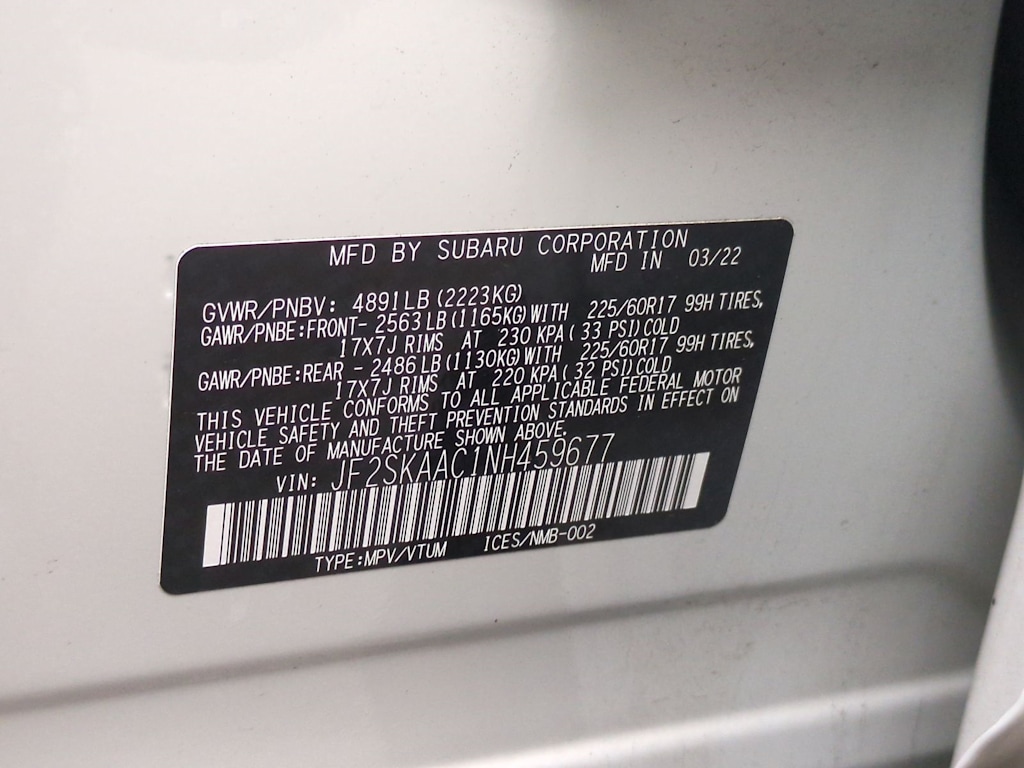 MFD BY SUBARU CORPORATION
MFD IN 03/22
GVWR/PNBV: 4891LB (2223KG)
GAWR/PNBE:FRONT- 2563LB (1165KG) WITH 225/60R17 99H TIRES,
17X7J RIMS AT 230 KPA ( 33 PSI) COLD
GAWR/PNBE:REAR - 2486LB (1130KG) WITH 225/60R17 99H TIRES,
17X7J RIMS AT 220 KPA ( 32 PSI) COLD
THIS VEHICLE CONFORMS TO ALL APPLICABLE FEDERAL MOTOR
VEHICLE SAFETY AND THEFT PREVENTION STANDARDS IN EFFECT ON
THE DATE OF MANUFACTURE SHOWN ABOVE.
VIN: JF2SKAAC1NH459677
TYPE:MPV/VTUM ICES/NMB-002